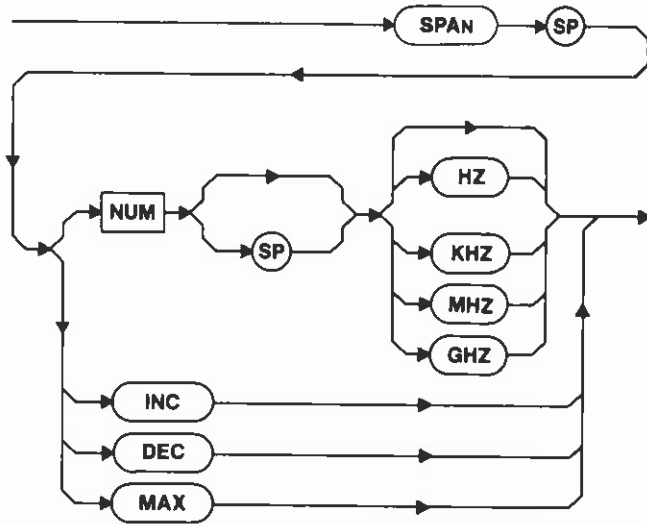 SPAN SP
HZ
NUM
SP
KHZ
MHZ
GHZ
INC
DEC
MAX